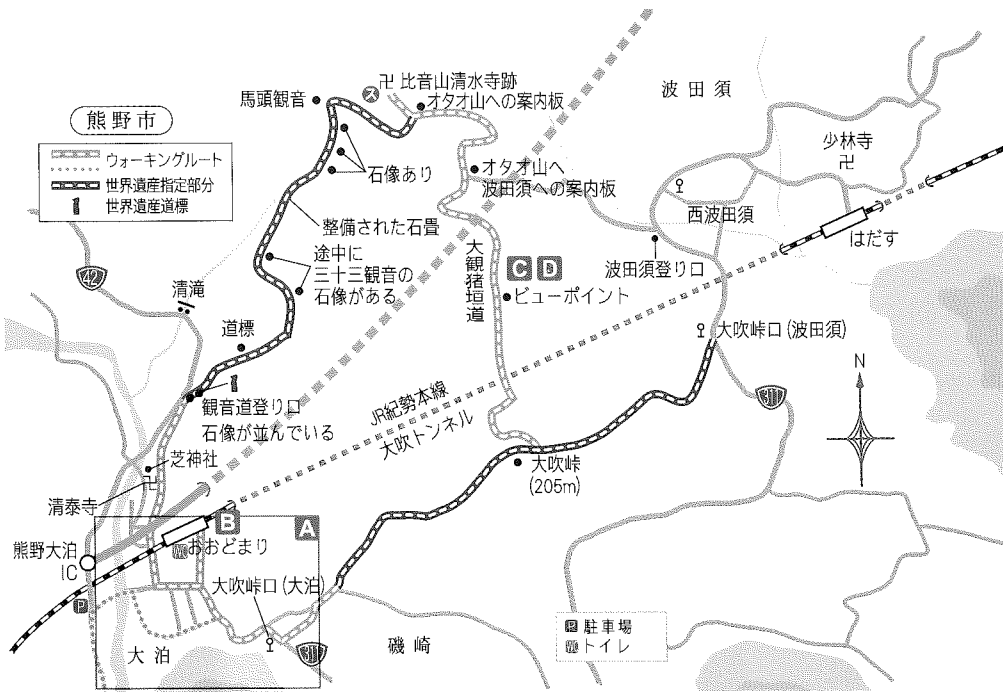 熊野市
ウォーキングルート
世界遺産指定部分
世界遺産道標
馬頭観音
卍 比音山清水寺跡
オタオ山への案内板
ス
石像あり
オタオ山へ
波田須への案内板
整備された石畳
途中に
三十三観音の
石像がある
大観猪垣道
C D
ビューポイント
波田須
少林寺
卍
西波田須
はだす
波田須登り口
大吹峠口(波田須)
311
N
42
清滝
道標
観音道登り口
石像が並んでいる
芝神社
卍
清泰寺
JR紀勢本線
大吹トンネル
大吹峠
(205m)
熊野大泊
IC
P
B
A
WC おおどまり
大吹峠口(大泊)
大泊
311
磯崎
P 駐車場
WC トイレ